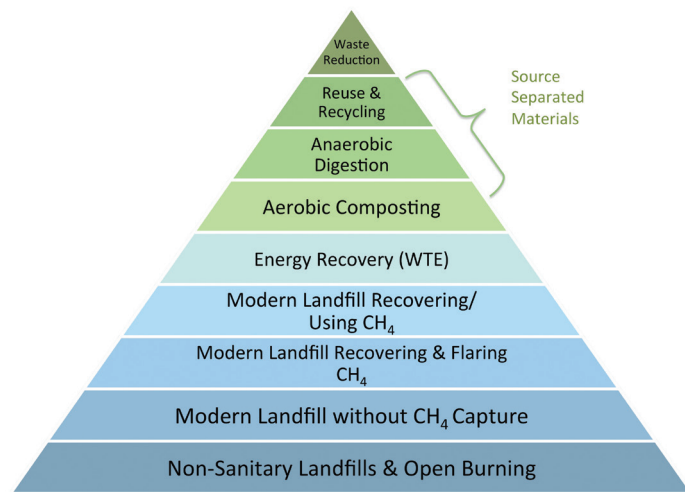 Waste
Reduction
Source
Separated
Materials
Reuse &
Recycling
Anaerobic
Digestion
Aerobic Composting
Energy Recovery (WTE)
Modern Landfill Recovering/
Using CH₄
Modern Landfill Recovering & Flaring
CH₄
Modern Landfill without CH₄ Capture
Non-Sanitary Landfills & Open Burning